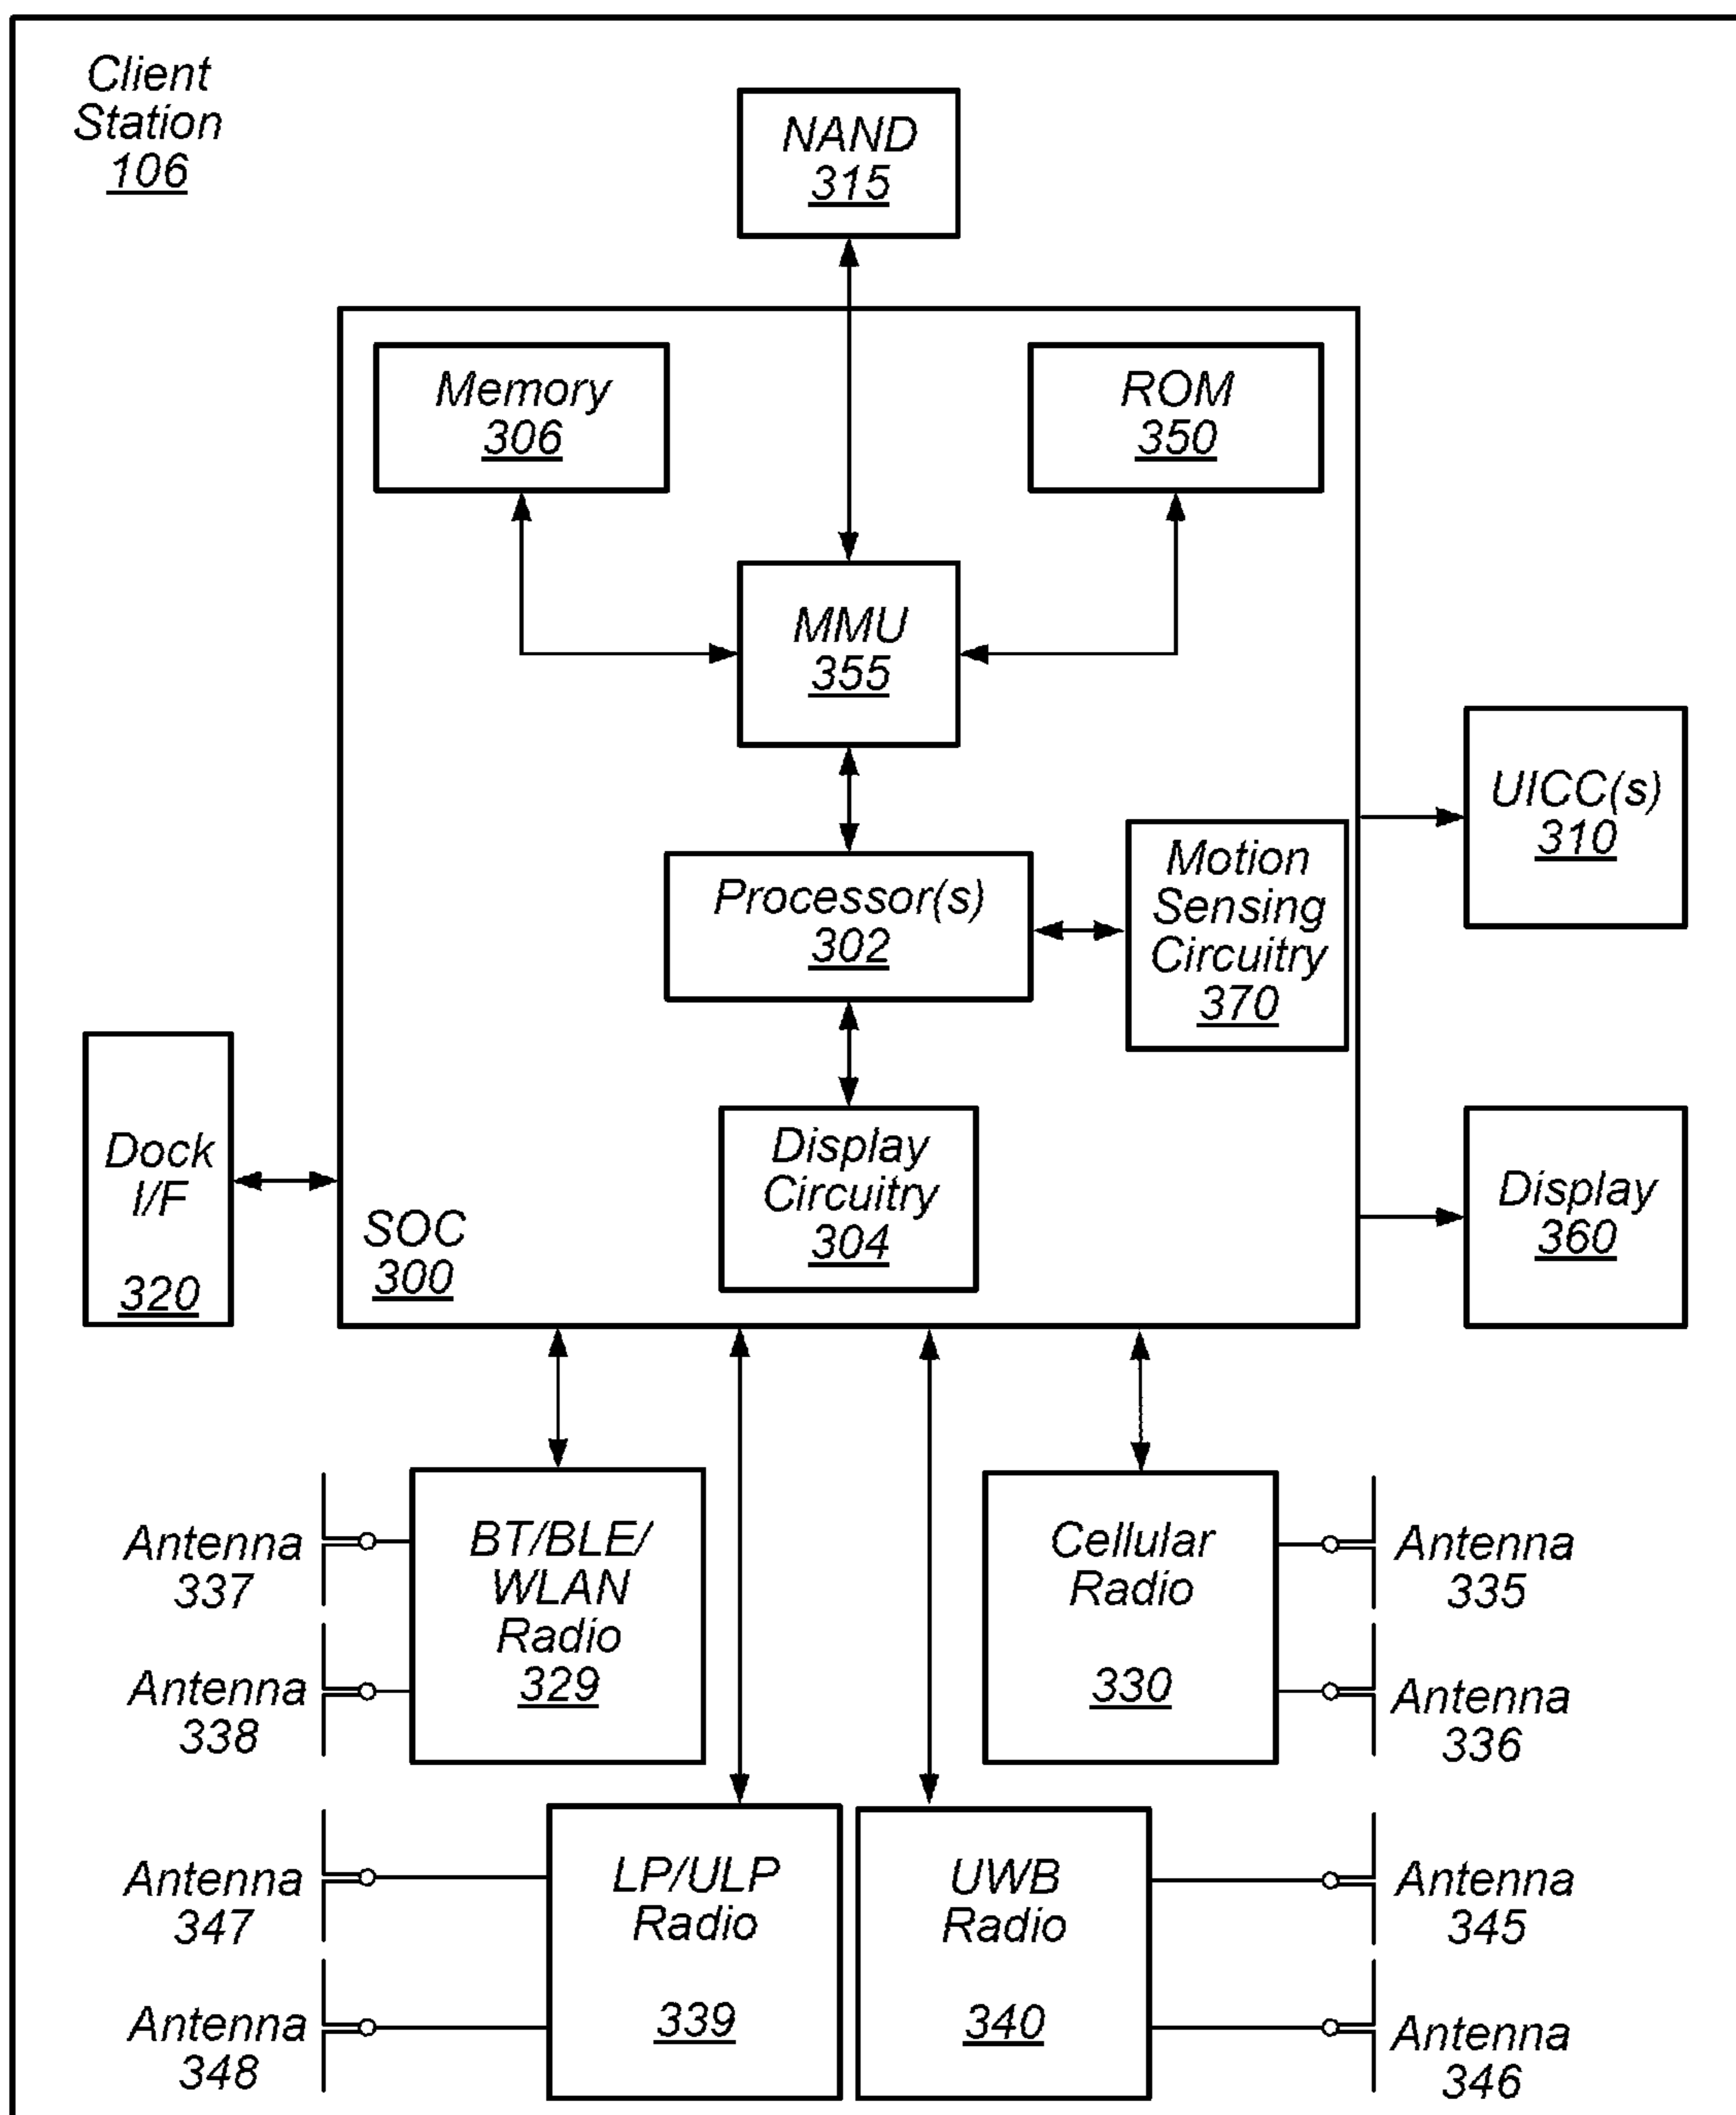 Client
Station
106
NAND
315
Memory
306
ROM
350
MMU
355
UICC(s)
310
Processor(s)
302
Motion
Sensing
Circuitry
370
Dock
I/F
320
Display
Circuitry
304
SOC
300
Display
360
Antenna
337
Antenna
338
BT/BLE/
WLAN
Radio
329
Cellular
Radio
330
Antenna
335
Antenna
336
Antenna
347
Antenna
348
LP/ULP
Radio
339
UWB
Radio
340
Antenna
345
Antenna
346